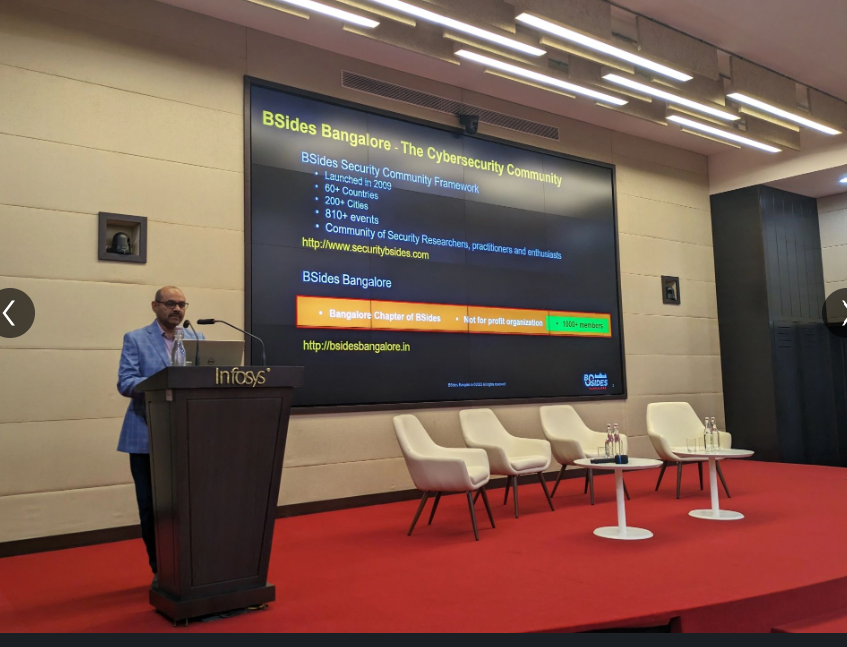 BSides Bangalore - The Cybersecurity Community
BSides Security Community Framework
• Launched in 2009
• 60+ Countries
• 200+ Cities
• 810+ events
• Community of Security Researchers, practitioners and enthusiasts
http://www.securitybsides.com
BSides Bangalore
• Bangalore Chapter of BSides • Not for profit organization • 1000+ members
http://bsidesbangalore.in
BSIDES
Infosys